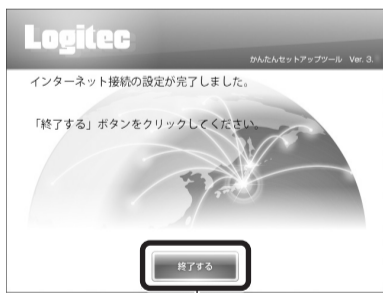 Logitec
かんたんセットアップツール Ver. 3.
インターネット接続の設定が完了しました。
「終了する」ボタンをクリックしてください。
終了する